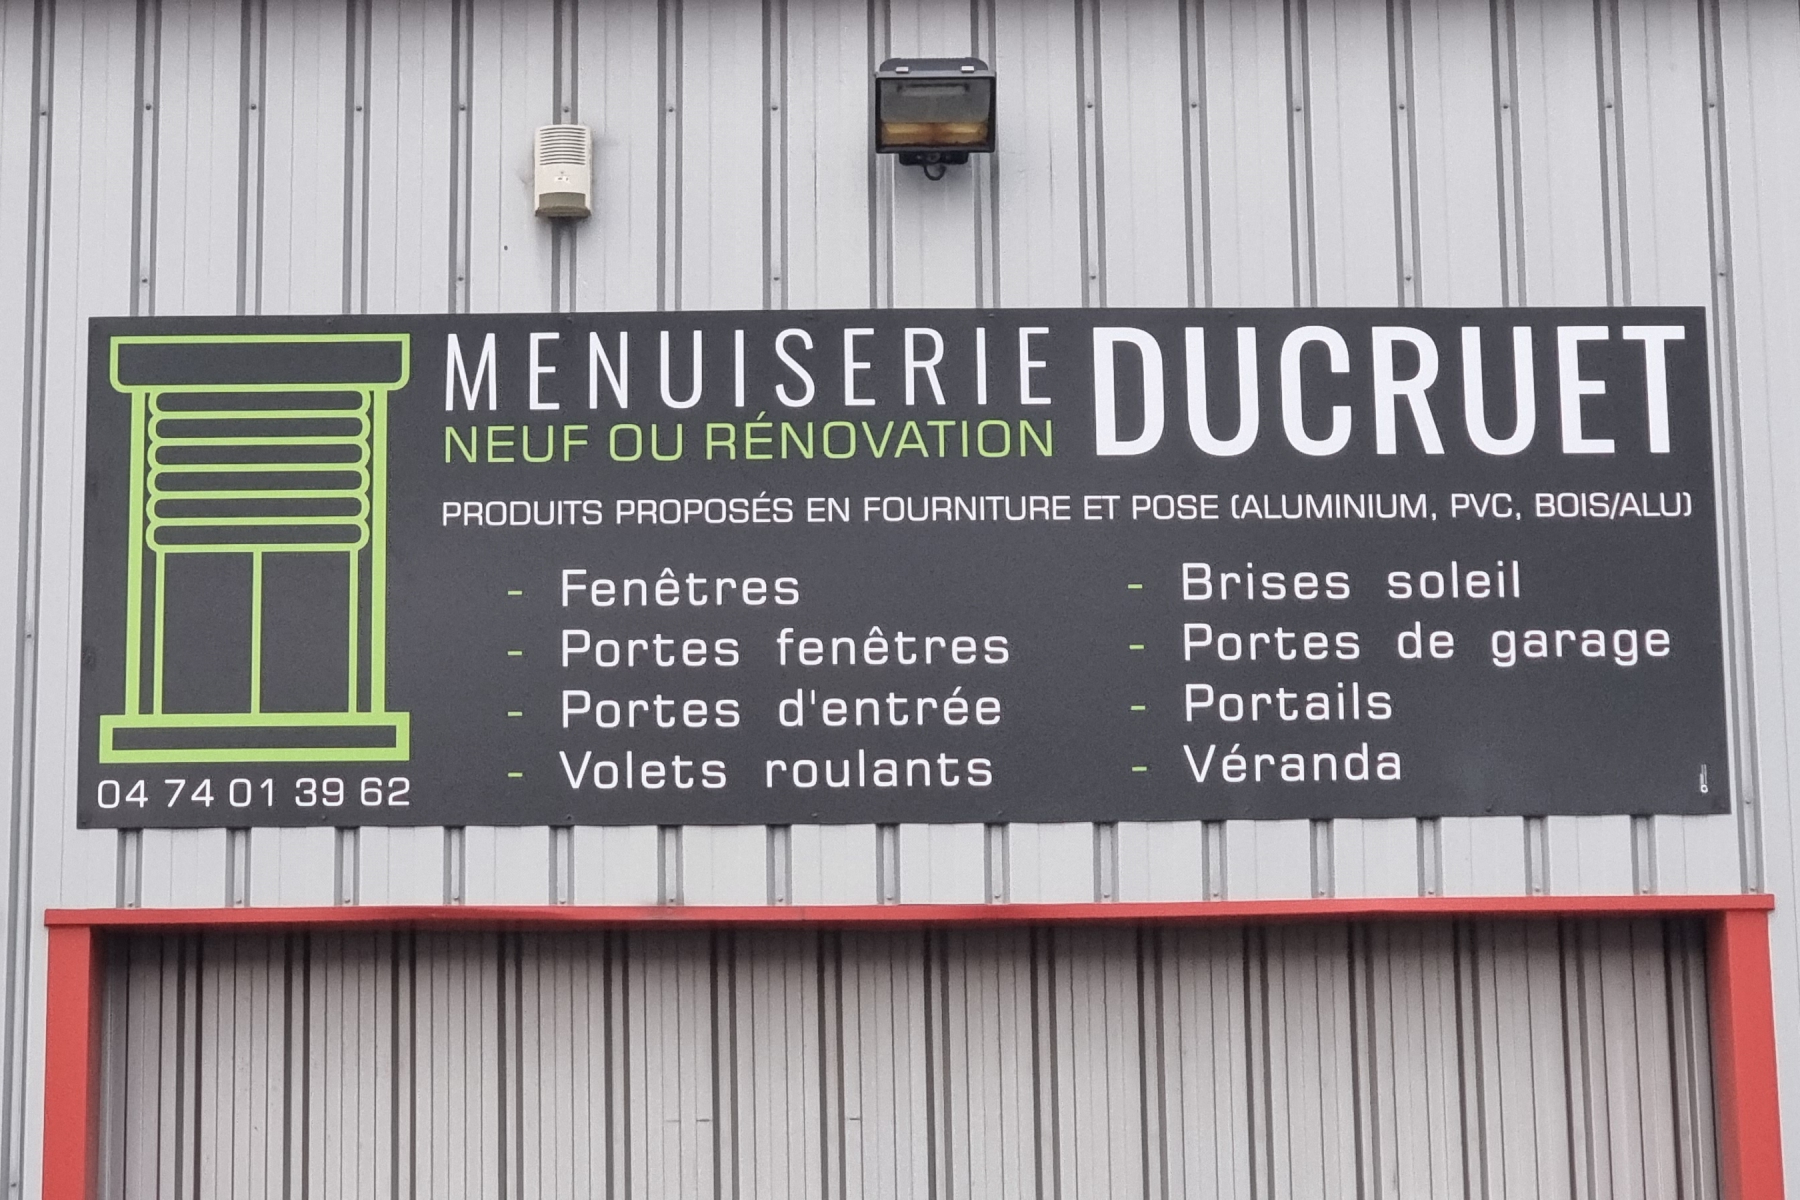 MENUISERIE DUCRUET
NEUF OU RÉNOVATION
PRODUITS PROPOSÉS EN FOURNITURE ET POSE (ALUMINIUM, PVC, BOIS/ALU)
- Fenêtres
- Portes fenêtres
- Portes d'entrée
- Volets roulants
- Brises soleil
- Portes de garage
- Portails
- Véranda
04 74 01 39 62